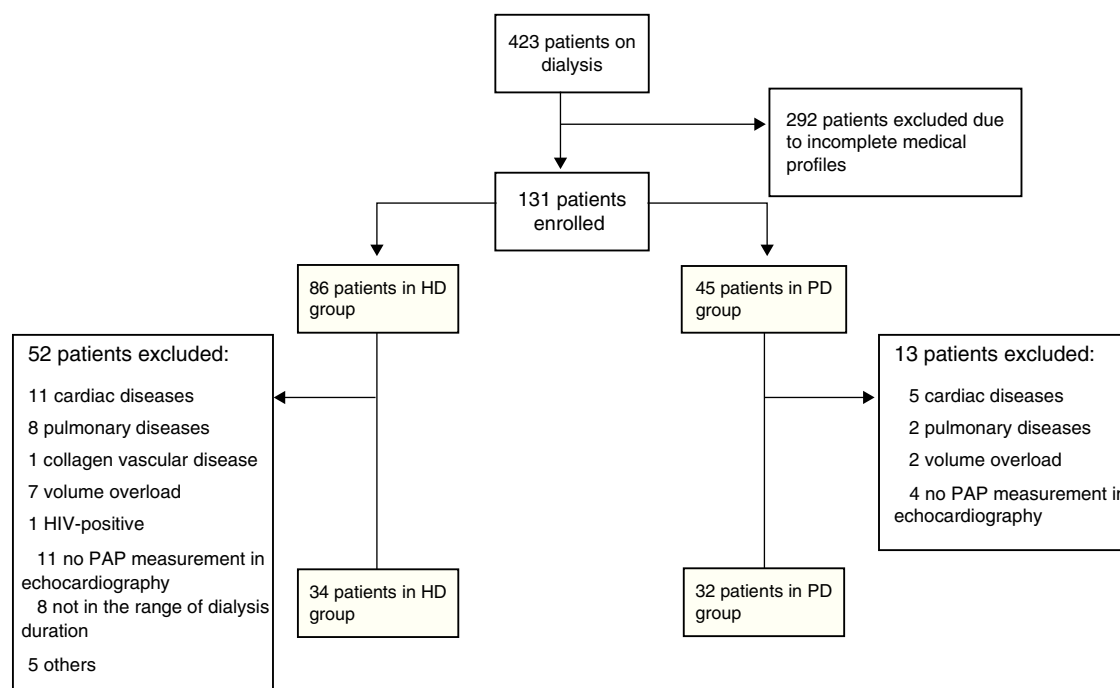 423 patients on
dialysis
292 patients excluded due
to incomplete medical
profiles
131 patients
enrolled
86 patients in HD
group
45 patients in PD
group
52 patients excluded:
11 cardiac diseases
8 pulmonary diseases
1 collagen vascular disease
7 volume overload
1 HIV-positive
11 no PAP measurement in
echocardiography
8 not in the range of dialysis
duration
5 others
13 patients excluded:
5 cardiac diseases
2 pulmonary diseases
2 volume overload
4 no PAP measurement in
echocardiography
34 patients in HD
group
32 patients in PD
group